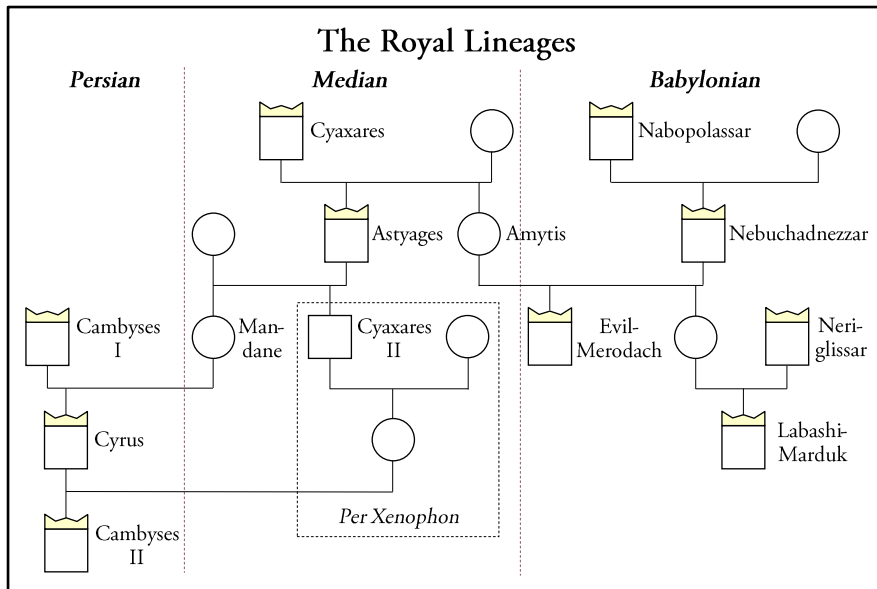 The Royal Lineages
Persian
Median
Babylonian
Cyaxares
Nabopolassar
Astyages
Amytis
Nebuchadnezzar
Cambyses
I
Man-
dane
Cyaxares
II
Evil-
Merodach
Neri-
glissar
Cyrus
Labashi-
Marduk
Per Xenophon
Cambyses
II